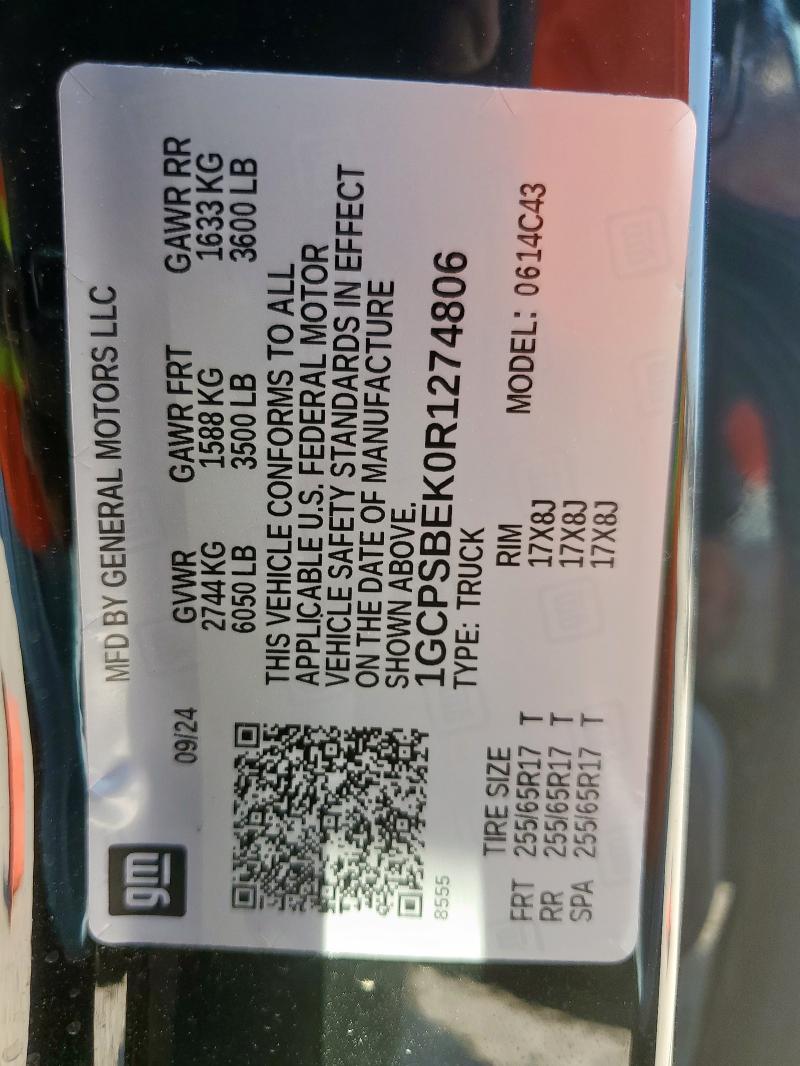 gm
MFD BY GENERAL MOTORS LLC
09/24
GVWR GAWR FRT GAWR RR
2744 KG 1588 KG 1633 KG
6050 LB 3500 LB 3600 LB
THIS VEHICLE CONFORMS TO ALL
APPLICABLE U.S. FEDERAL MOTOR
VEHICLE SAFETY STANDARDS IN EFFECT
ON THE DATE OF MANUFACTURE
SHOWN ABOVE.
1GCPSBEK0R1274806
TYPE: TRUCK
8555
TIRE SIZE RIM MODEL: 0614C43
FRT 255/65R17 T 17X8J
RR 255/65R17 T 17X8J
SPA 255/65R17 T 17X8J